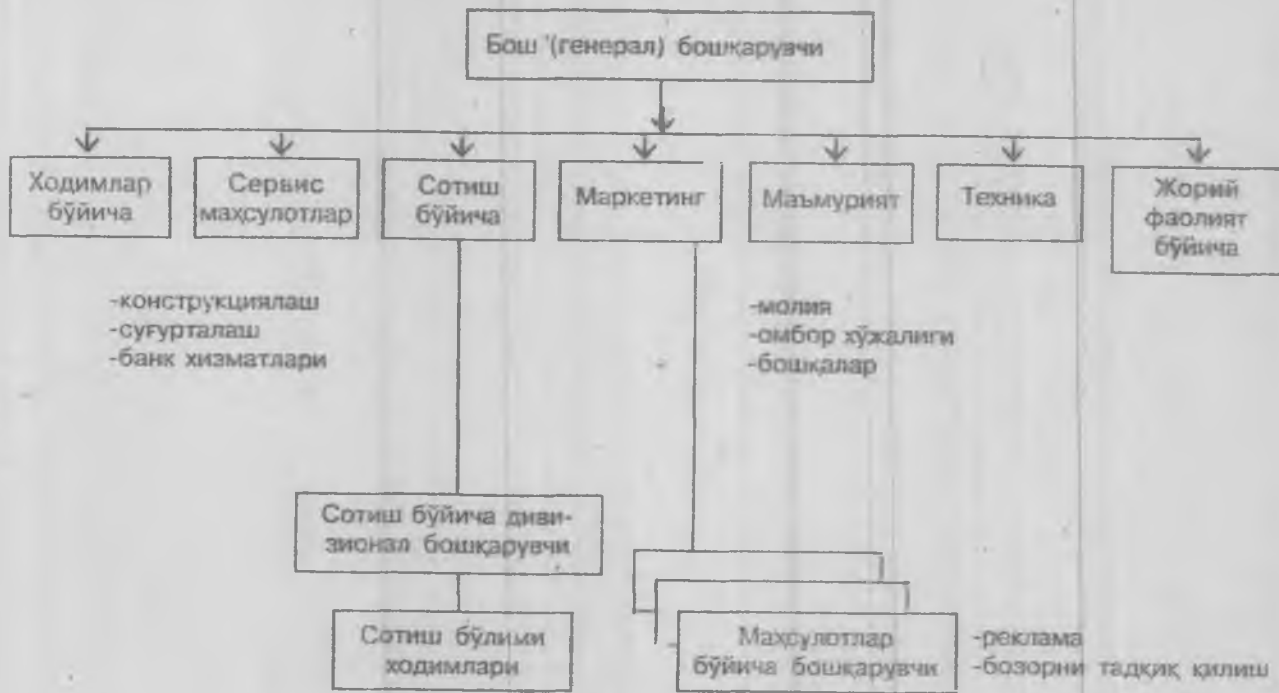 Бош '(генерал) бошқарувчи
Ходимлар
бўйича
Сервис
маҳсулотлар
Сотиш
бўйича
Маркетинг
Маъмурият
Техника
Жорий
фаолият
бўйича
-конструкциялаш
-суғурталаш
-банк хизматлари
-молия
-омбор хўжалиги
-бошқалар
Сотиш бўйича диви-
зионал бошқарувчи
Сотиш бўлими
ходимлари
Маҳсулотлар
бўйича бошқарувчи
-реклама
-бозорни тадқиқ қилиш